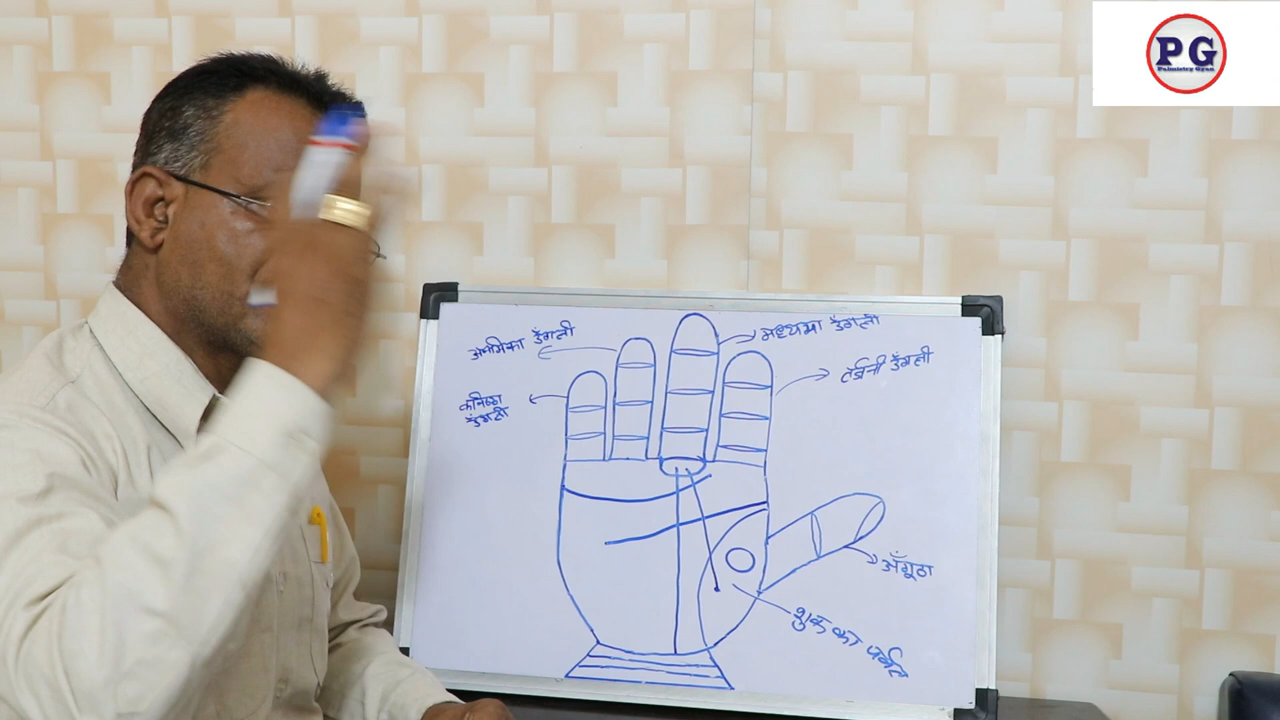 PG
Palmistry Gyan
अनामिका उँगली
मध्यमा उँगली
तर्जनी उँगली
कनिष्ठा
उँगली
अँगूठा
शुक्र का पर्वत